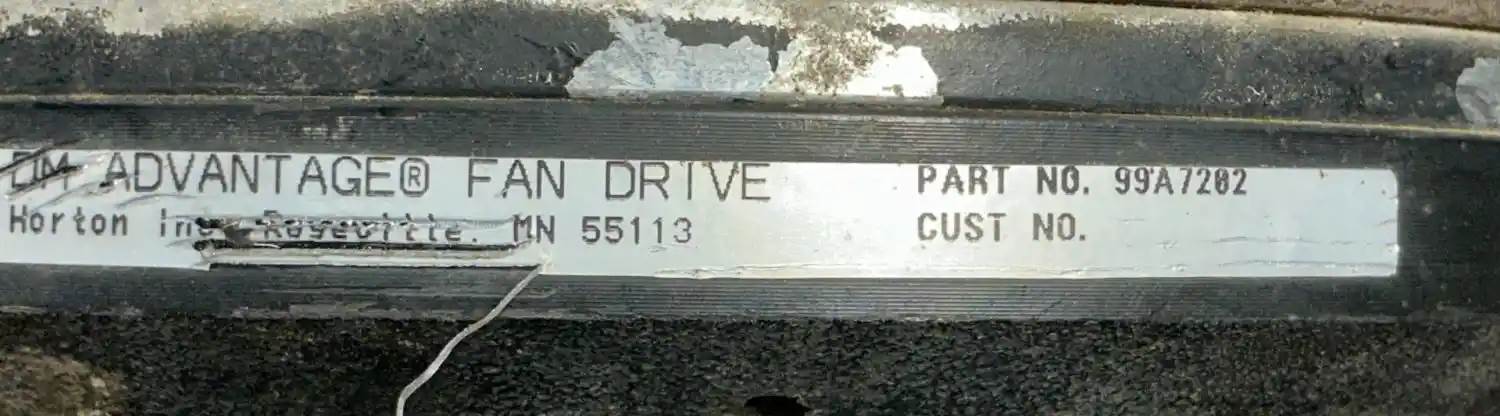 DM ADVANTAGE® FAN DRIVE PART NO. 99A7202
Horton Inc. Roseville, MN 55113 CUST NO.